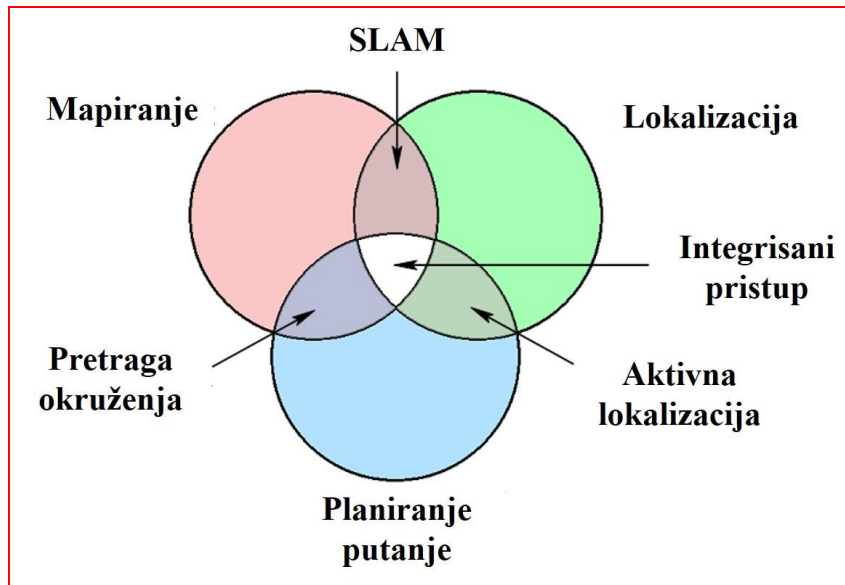 SLAM
Mapiranje
Lokalizacija
Integrisani
pristup
Pretraga
okruženja
Aktivna
lokalizacija
Planiranje
putanje